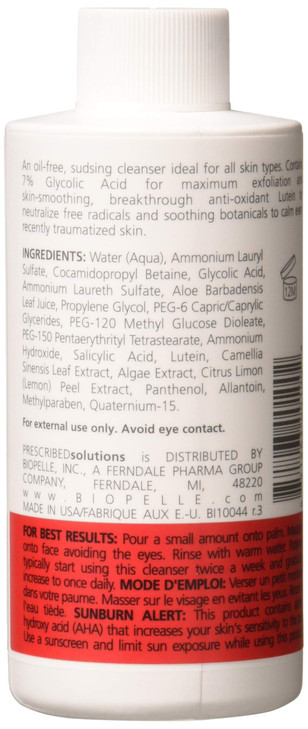 An oil-free, sudsing cleanser ideal for all skin types.
7% Glycolic Acid for maximum exfoliation
skin-smoothing, breakthrough anti-oxidant Lutein
neutralize free radicals and soothing botanicals to calm
recently traumatized skin.
INGREDIENTS: Water (Aqua), Ammonium Lauryl
Sulfate, Cocamidopropyl Betaine, Glycolic Acid,
Ammonium Laureth Sulfate, Aloe Barbadensis
Leaf Juice, Propylene Glycol, PEG-6 Capric/Caprylic
Glycerides, PEG-120 Methyl Glucose Dioleate,
PEG-150 Pentaerythrityl Tetrastearate, Ammonium
Hydroxide, Salicylic Acid, Lutein, Camellia
Sinensis Leaf Extract, Algae Extract, Citrus Limon
(Lemon) Peel Extract, Panthenol, Allantoin,
Methylparaben, Quaternium-15.
For external use only. Avoid eye contact.
PRESCRIBEDsolutions is DISTRIBUTED BY
BIOPELLE, INC., A FERNDALE PHARMA GROUP
COMPANY, FERNDALE, MI, 48220
www.BIOPELLE.com
MADE IN USA/FABRIQUE AUX E.-U. BI10044 r.3
FOR BEST RESULTS: Pour a small amount onto palm.
onto face avoiding the eyes. Rinse with warm water.
typically start using this cleanser twice a week and
increase to once daily. MODE D'EMPLOI: Verser un petit
dans votre paume. Masser sur le visage en evitant les yeux.
l'eau tiède. SUNBURN ALERT: This product contains
hydroxy acid (AHA) that increases your skin's sensitivity to the
Use a sunscreen and limit sun exposure while using this